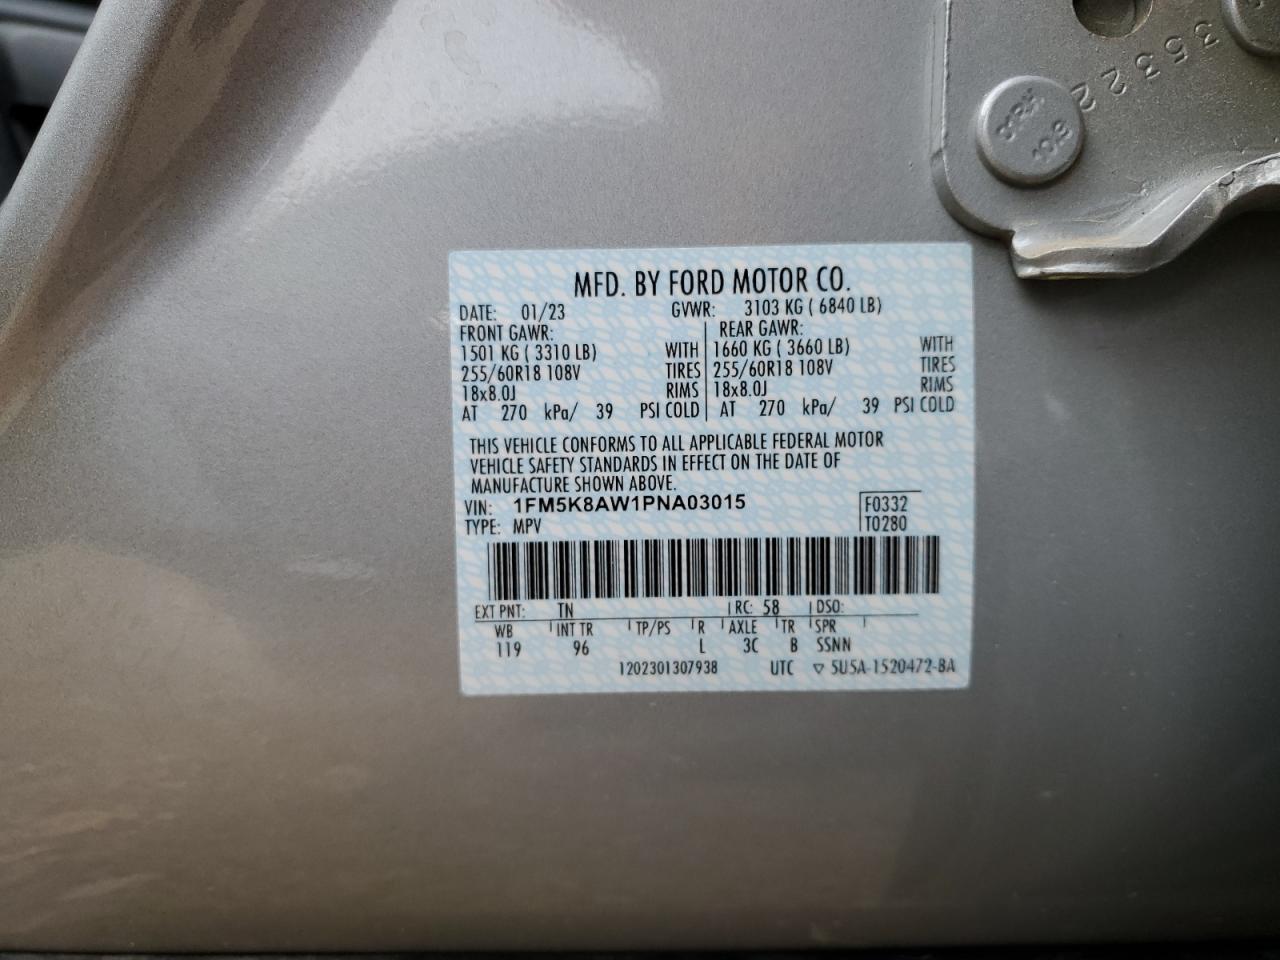 35322
D1RH
10x9
MFD. BY FORD MOTOR CO.
DATE: 01/23 GVWR: 3103 KG ( 6840 LB)
FRONT GAWR: REAR GAWR:
1501 KG ( 3310 LB) WITH 1660 KG ( 3660 LB) WITH
255/60R18 108V TIRES 255/60R18 108V TIRES
18x8.0J RIMS 18x8.0J RIMS
AT 270 kPa/ 39 PSI COLD AT 270 kPa/ 39 PSI COLD
THIS VEHICLE CONFORMS TO ALL APPLICABLE FEDERAL MOTOR
VEHICLE SAFETY STANDARDS IN EFFECT ON THE DATE OF
MANUFACTURE SHOWN ABOVE.
VIN: 1FM5K8AW1PNA03015 F0332
TYPE: MPV T0280
EXT PNT: TN RC: 58 DSO:
WB INT TR TP/PS R AXLE TR SPR
119 96 L 3C B SSNN
1202301307938 UTC ▽ 5U5A-1520472-BA